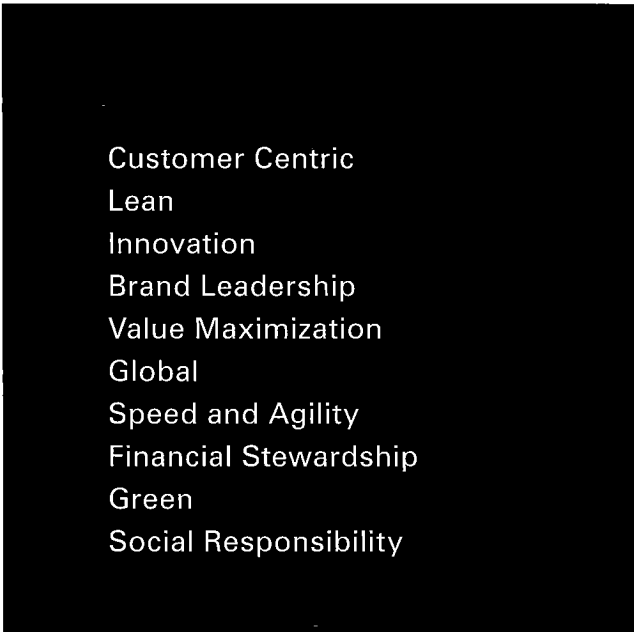 Customer Centric
Lean
Innovation
Brand Leadership
Value Maximization
Global
Speed and Agility
Financial Stewardship
Green
Social Responsibility